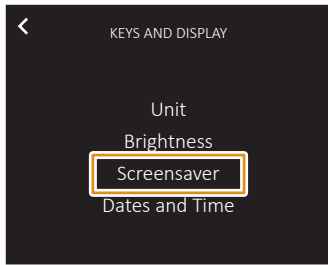 KEYS AND DISPLAY
Unit
Brightness
Screensaver
Dates and Time